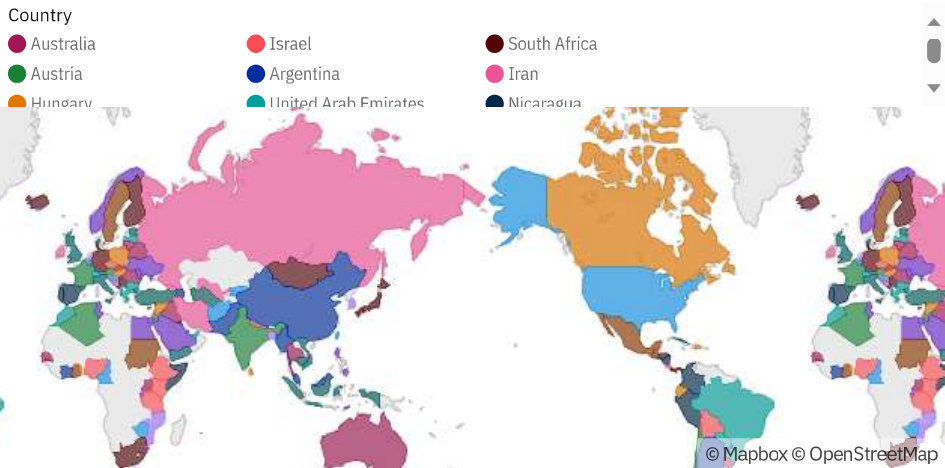 Country
Australia Israel South Africa
Austria Argentina Iran
Hungary United Arab Emirates Nicaragua
© Mapbox © OpenStreetMap